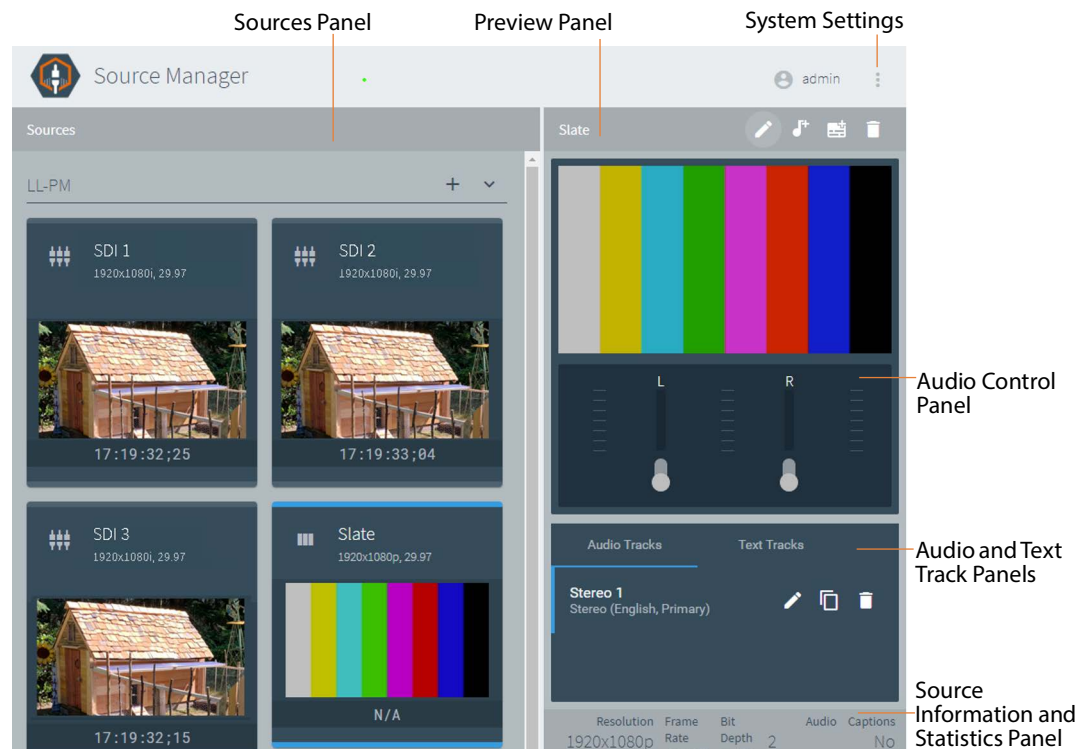 Sources Panel
Preview Panel
System Settings
Source Manager
admin
Sources
Slate
LL-PM
SDI 1
1920x1080i, 29.97
SDI 2
1920x1080i, 29.97
17:19:32;25
17:19:33;04
L
R
Audio Control
Panel
SDI 3
1920x1080i, 29.97
Slate
1920x1080p, 29.97
N/A
17:19:32;15
Audio Tracks
Text Tracks
Audio and Text
Track Panels
Stereo 1
Stereo (English, Primary)
Source
Information and
Statistics Panel
Resolution
1920x1080p
Frame
Rate
Bit
Depth
Audio
2
Captions
No